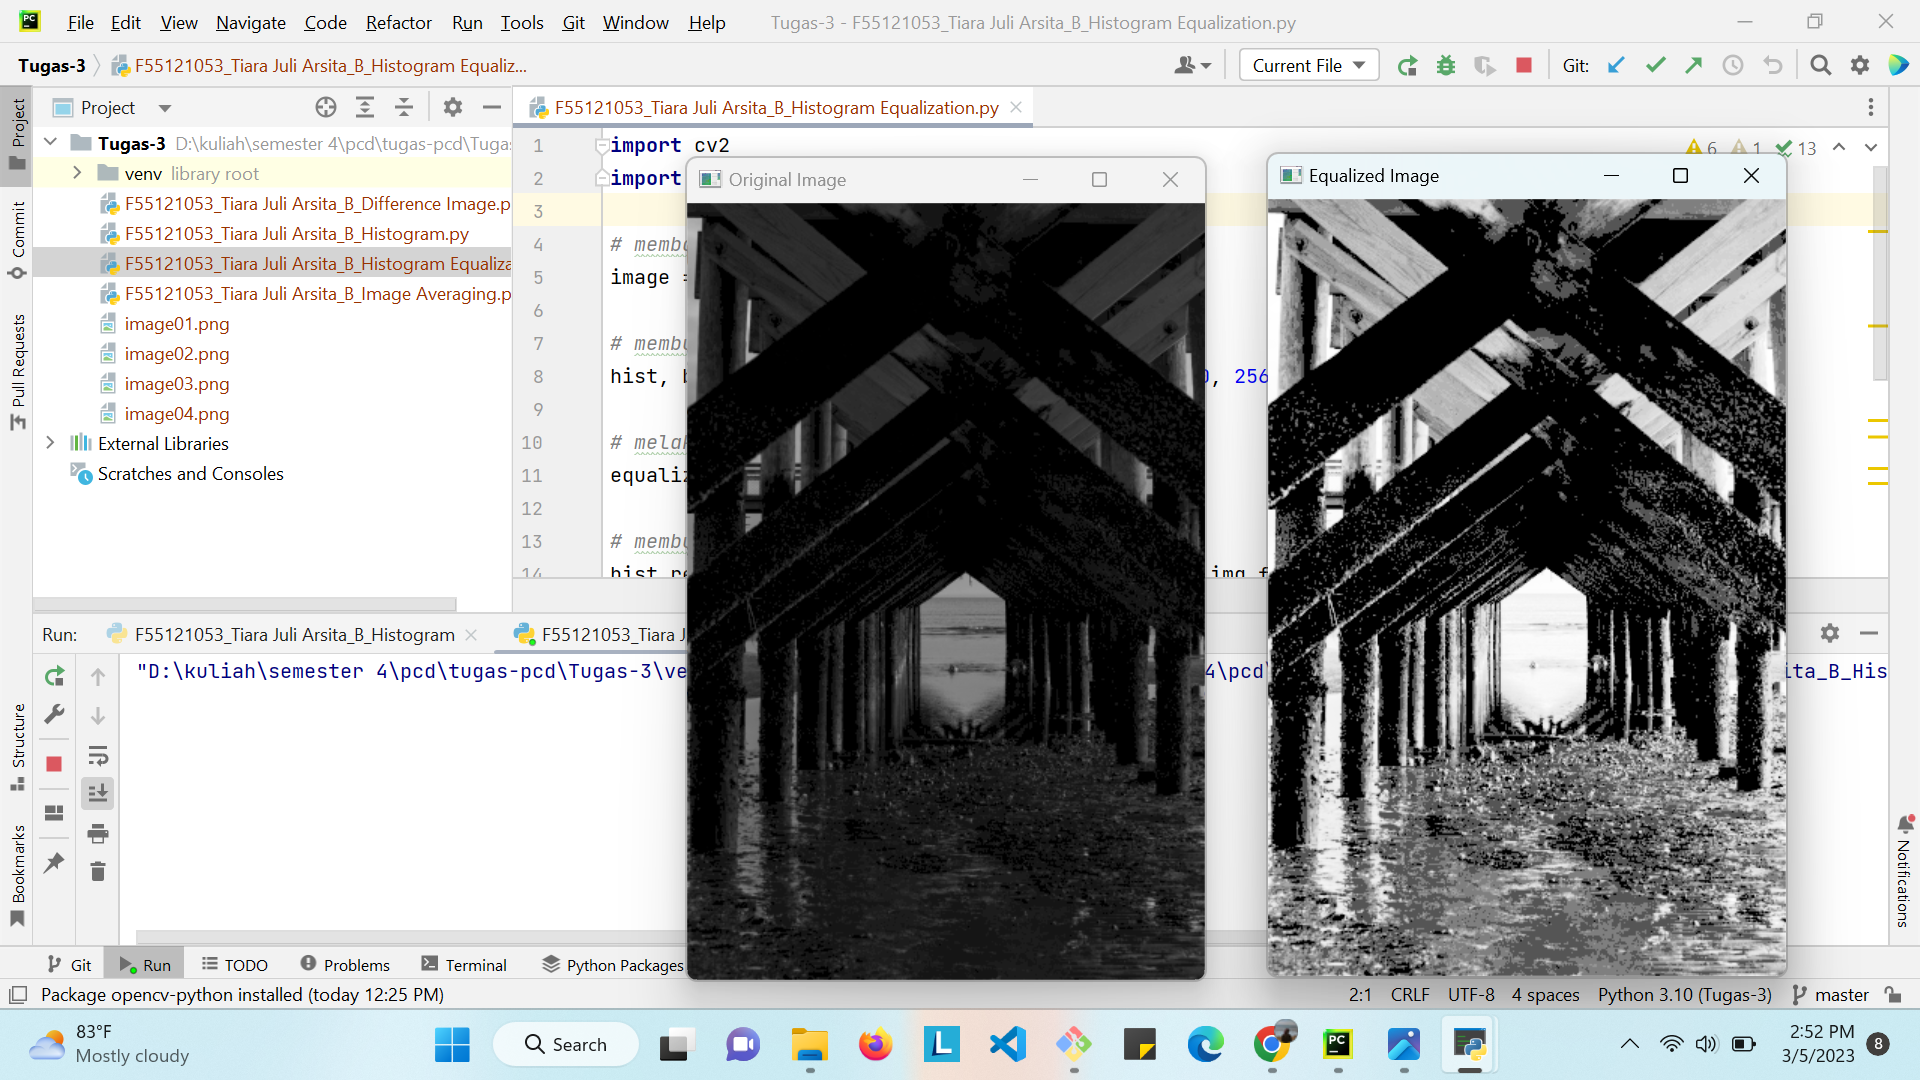 File Edit View Navigate Code Refactor Run Tools Git Window Help Tugas-3 - F55121053_Tiara Juli Arsita_B_Histogram Equalization.py
Tugas-3 F55121053_Tiara Juli Arsita_B_Histogram Equaliz... Current File Git:
Project
F55121053_Tiara Juli Arsita_B_Histogram Equalization.py
Tugas-3 D:\kuliah\semester 4\pcd\tugas-pcd\Tuga
venv library root
F55121053_Tiara Juli Arsita_B_Difference Image.p
F55121053_Tiara Juli Arsita_B_Histogram.py
F55121053_Tiara Juli Arsita_B_Histogram Equaliza
F55121053_Tiara Juli Arsita_B_Image Averaging.p
image01.png
image02.png
image03.png
image04.png
External Libraries
Scratches and Consoles
Project
Commit
Pull Requests
Structure
Bookmarks
Notifications
6 1 13
1 import cv2
2 import
3
4 # memb
5 image =
6
7 # memb
8 hist, , 256
9
10 # mela
11 equaliz
12
13 # memb
14 hist_r img_f
Original Image
Equalized Image
Run: F55121053_Tiara Juli Arsita_B_Histogram F55121053_Tiara J
"D:\kuliah\semester 4\pcd\tugas-pcd\Tugas-3\ve 4\pcd ita_B_His
Git Run TODO Problems Terminal Python Packages
Package opencv-python installed (today 12:25 PM) 2:1 CRLF UTF-8 4 spaces Python 3.10 (Tugas-3) master
83°F
Mostly cloudy
Search
2:52 PM
3/5/2023
8